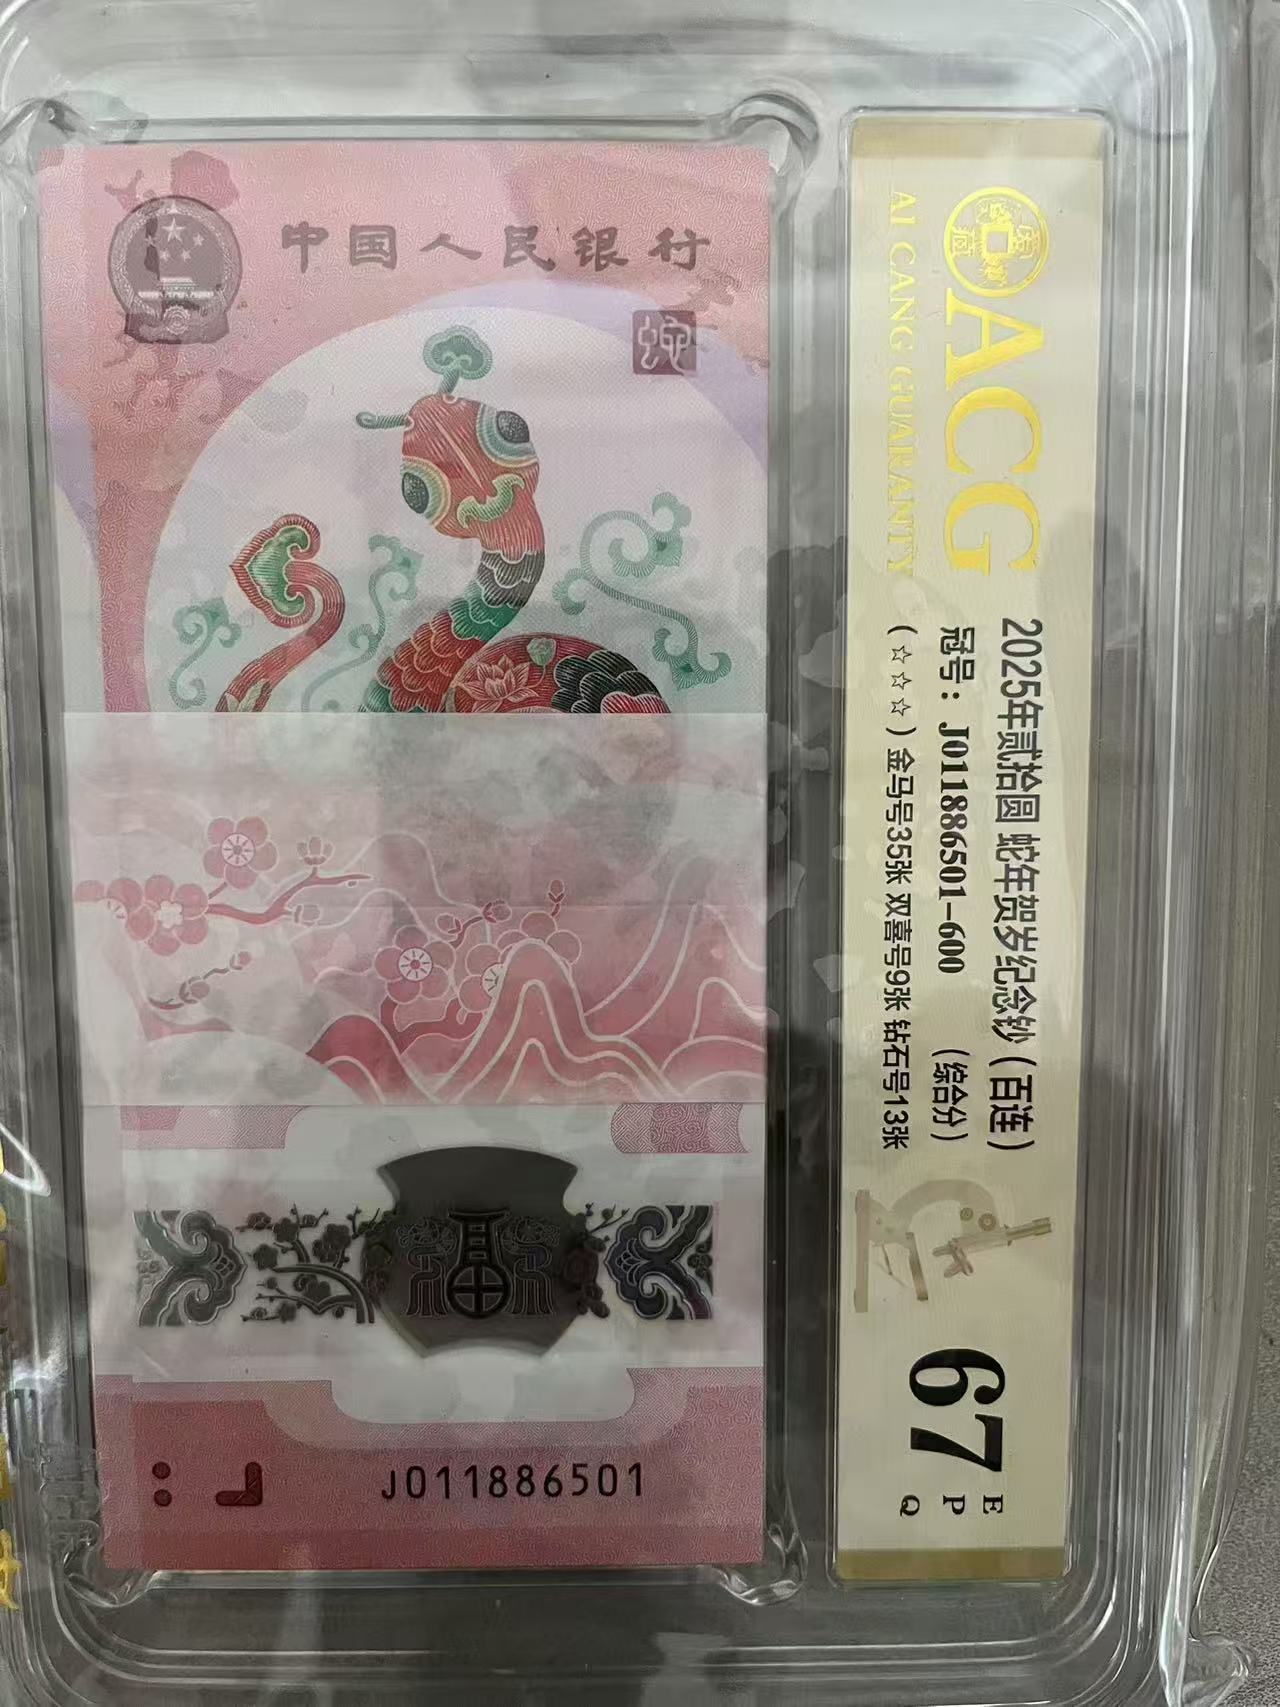 中国人民银行
蛇
福
J011886501
ACG
AI CANG GUARANTY
2025年贰拾圆 蛇年贺岁纪念钞（百连）
冠号：J011886501-600 （综合分）
（☆☆☆）金马号35张 双喜号9张 钻石号13张
67
E
P
Q